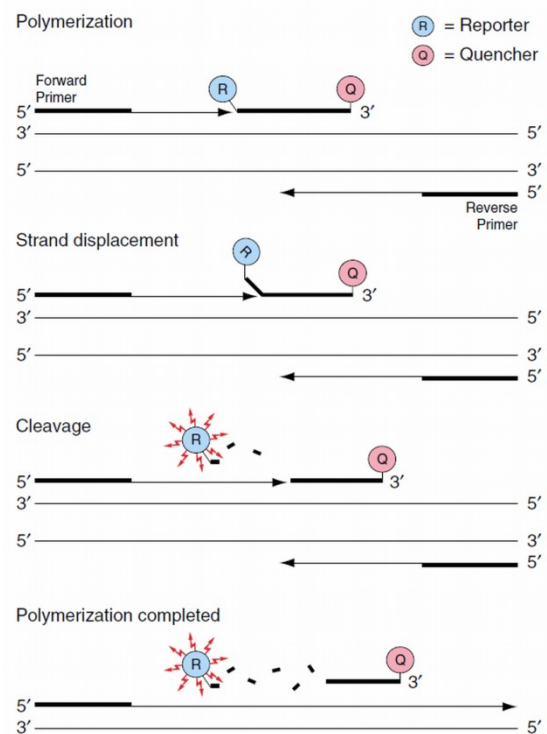 Polymerization
R = Reporter
Q = Quencher
Forward
Primer
R
Q
5′ 3′
3′ 5′
5′ 3′
5′
Reverse
Primer
Strand displacement
R
Q
5′ 3′
3′ 5′
5′ 3′
5′
Cleavage
R
Q
5′ 3′
3′ 5′
5′ 3′
5′
Polymerization completed
R
Q
3′
5′
3′ 5′